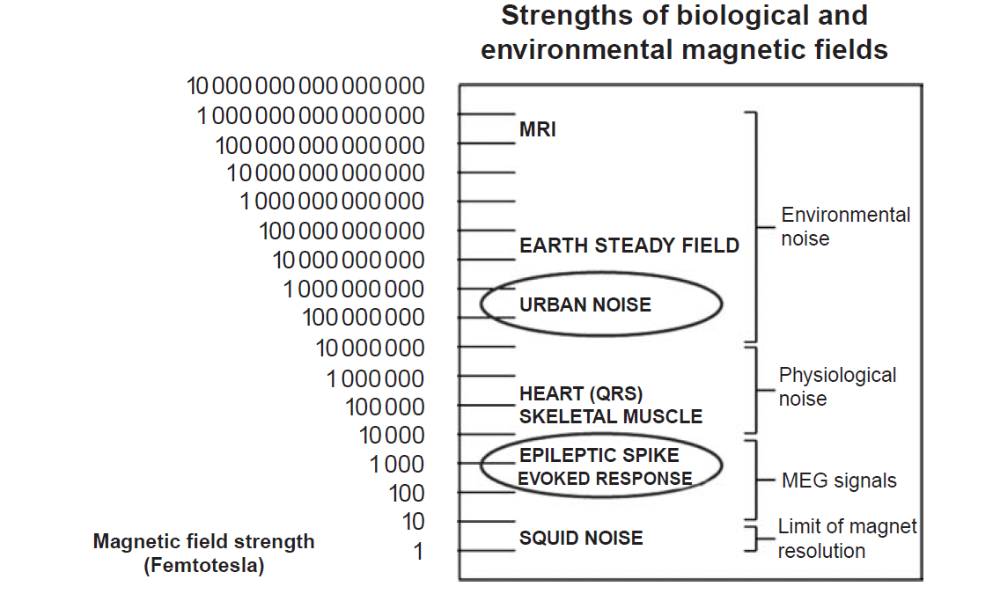 Strengths of biological and
environmental magnetic fields
10 000 000 000 000 000
1 000 000 000 000 000
100 000 000 000 000
10 000 000 000 000
1 000 000 000 000
100 000 000 000
10 000 000 000
1 000 000 000
100 000 000
10 000 000
1 000 000
100 000
10 000
1 000
100
10
1
Magnetic field strength
(Femtotesla)
MRI
EARTH STEADY FIELD
URBAN NOISE
HEART (QRS)
SKELETAL MUSCLE
EPILEPTIC SPIKE
EVOKED RESPONSE
SQUID NOISE
Environmental
noise
Physiological
noise
MEG signals
Limit of magnet
resolution